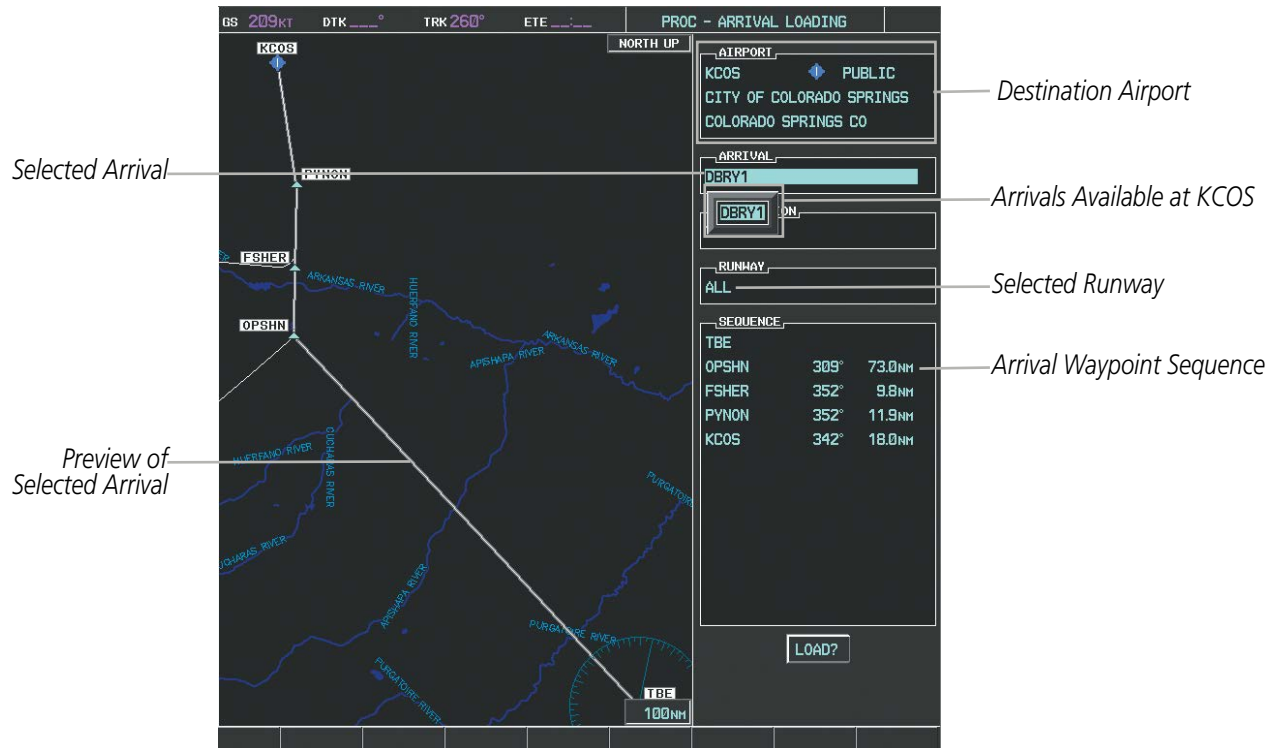 GS 209KT DTK ___° TRK 260° ETE __:__ PROC - ARRIVAL LOADING
NORTH UP
KCOS
PYNON
FSHER
OPSHN
ARKANSAS RIVER
HUERFANO RIVER
ARKANSAS RIVER
APISHAPA RIVER
HUERFANO RIVER
CUCHARAS RIVER
PURGATOIRE
APISHAPA RIVER
PURGATOIRE RIVER
PURGATOIRE RIVER
TBE
100NM
AIRPORT
KCOS PUBLIC
CITY OF COLORADO SPRINGS
COLORADO SPRINGS CO
ARRIVAL
DBRY1
DBRY1
ON
RUNWAY
ALL
SEQUENCE
TBE
OPSHN 309° 73.0NM
FSHER 352° 9.8NM
PYNON 352° 11.9NM
KCOS 342° 18.0NM
LOAD?
Selected Arrival
Preview of
Selected Arrival
Destination Airport
Arrivals Available at KCOS
Selected Runway
Arrival Waypoint Sequence